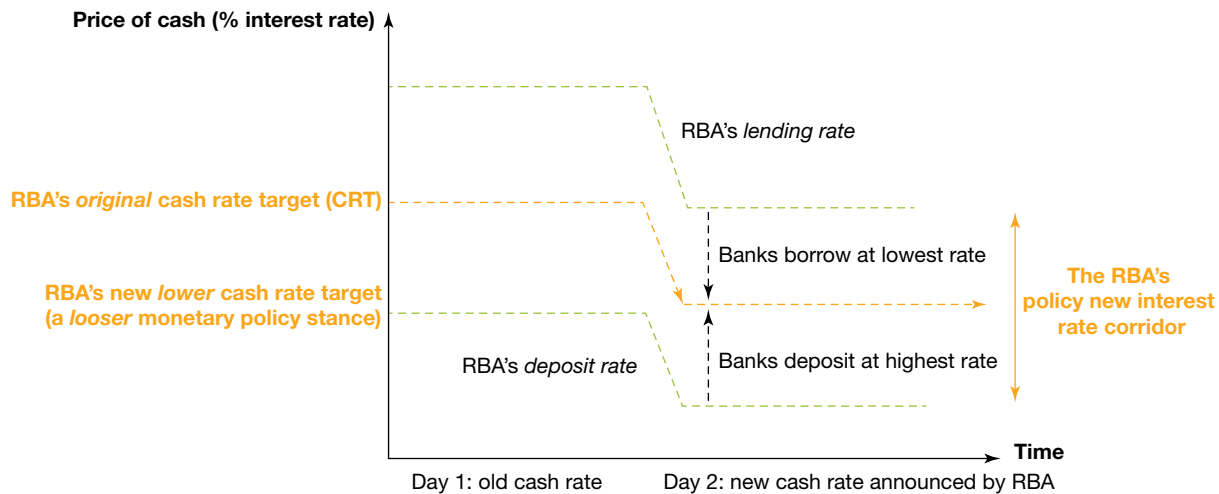 Price of cash (% interest rate)
RBA's lending rate
RBA's original cash rate target (CRT)
Banks borrow at lowest rate
The RBA's
policy new interest
rate corridor
RBA's new lower cash rate target
(a looser monetary policy stance)
RBA's deposit rate
Banks deposit at highest rate
Time
Day 1: old cash rate
Day 2: new cash rate announced by RBA